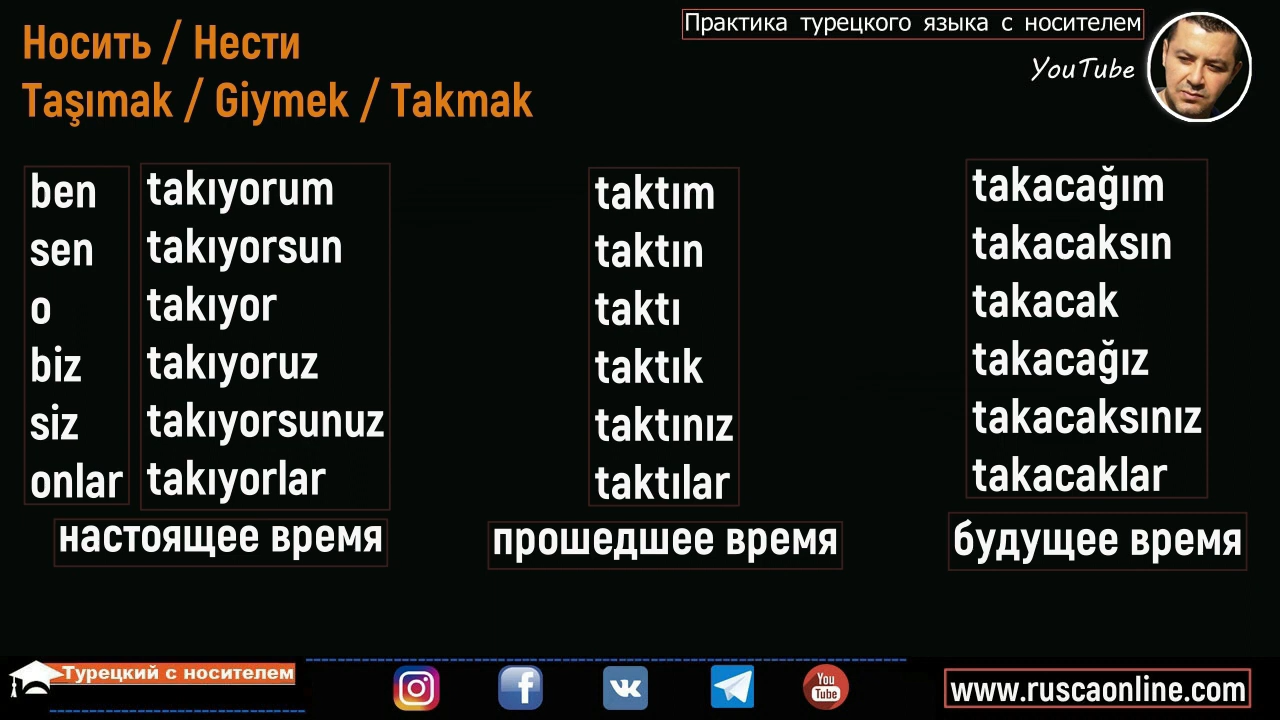 Носить / Нести
Taşımak / Giymek / Takmak
Практика турецкого языка с носителем
YouTube
ben
sen
o
biz
siz
onlar
takıyorum
takıyorsun
takıyor
takıyoruz
takıyorsunuz
takıyorlar
настоящее время
taktım
taktın
taktı
taktık
taktınız
taktılar
прошедшее время
takacağım
takacaksın
takacak
takacağız
takacaksınız
takacaklar
будущее время
Турецкий с носителем
You
Tube
www.ruscaonline.com